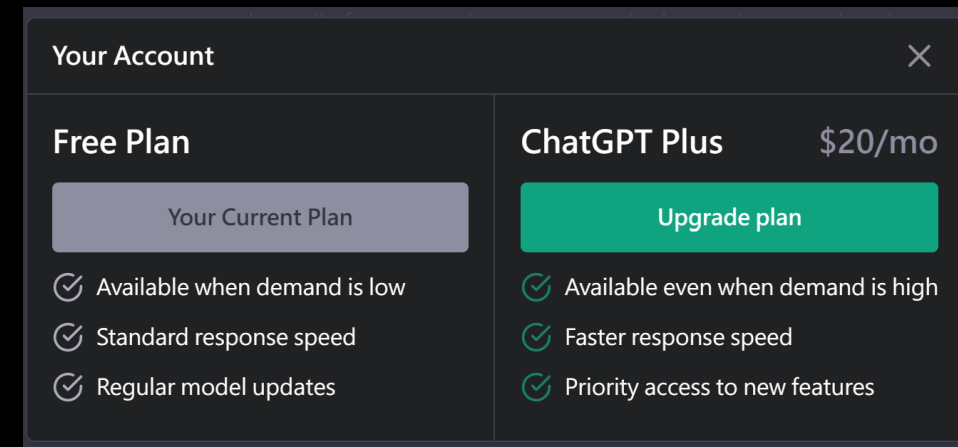 Your Account
Free Plan
Your Current Plan
Available when demand is low
Standard response speed
Regular model updates
ChatGPT Plus $20/mo
Upgrade plan
Available even when demand is high
Faster response speed
Priority access to new features